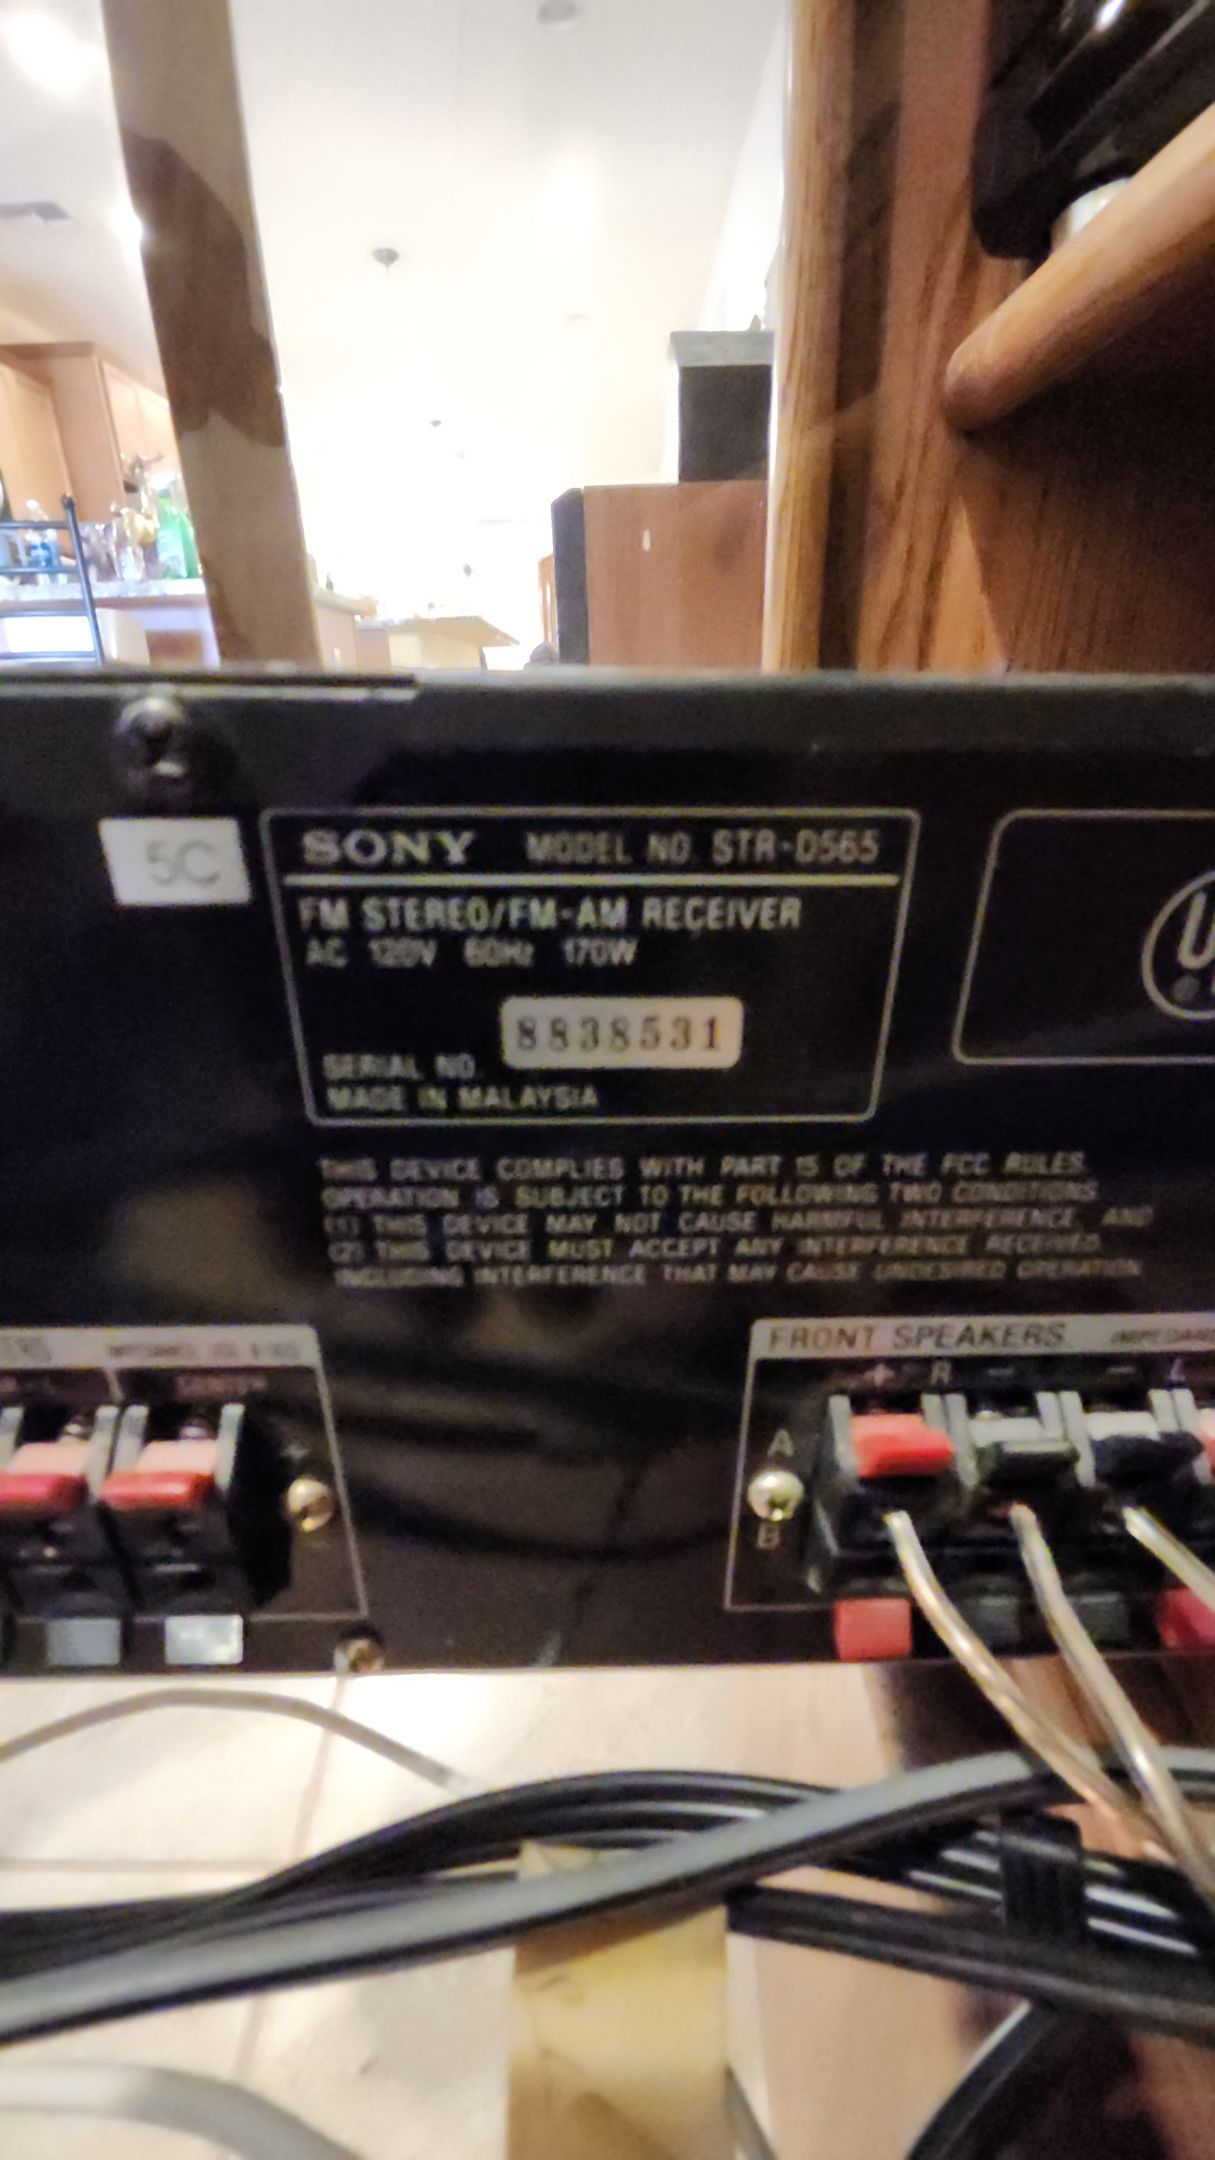 5C
SONY MODEL NO. STR-D565
FM STEREO/FM-AM RECEIVER
AC 120V 60Hz 170W
8838531
SERIAL NO.
MADE IN MALAYSIA
THIS DEVICE COMPLIES WITH PART 15 OF THE FCC RULES.
OPERATION IS SUBJECT TO THE FOLLOWING TWO CONDITIONS
(1) THIS DEVICE MAY NOT CAUSE HARMFUL INTERFERENCE, AND
(2) THIS DEVICE MUST ACCEPT ANY INTERFERENCE RECEIVED,
INCLUDING INTERFERENCE THAT MAY CAUSE UNDESIRED OPERATION.
FRONT SPEAKERS
+ R - - L
A
B